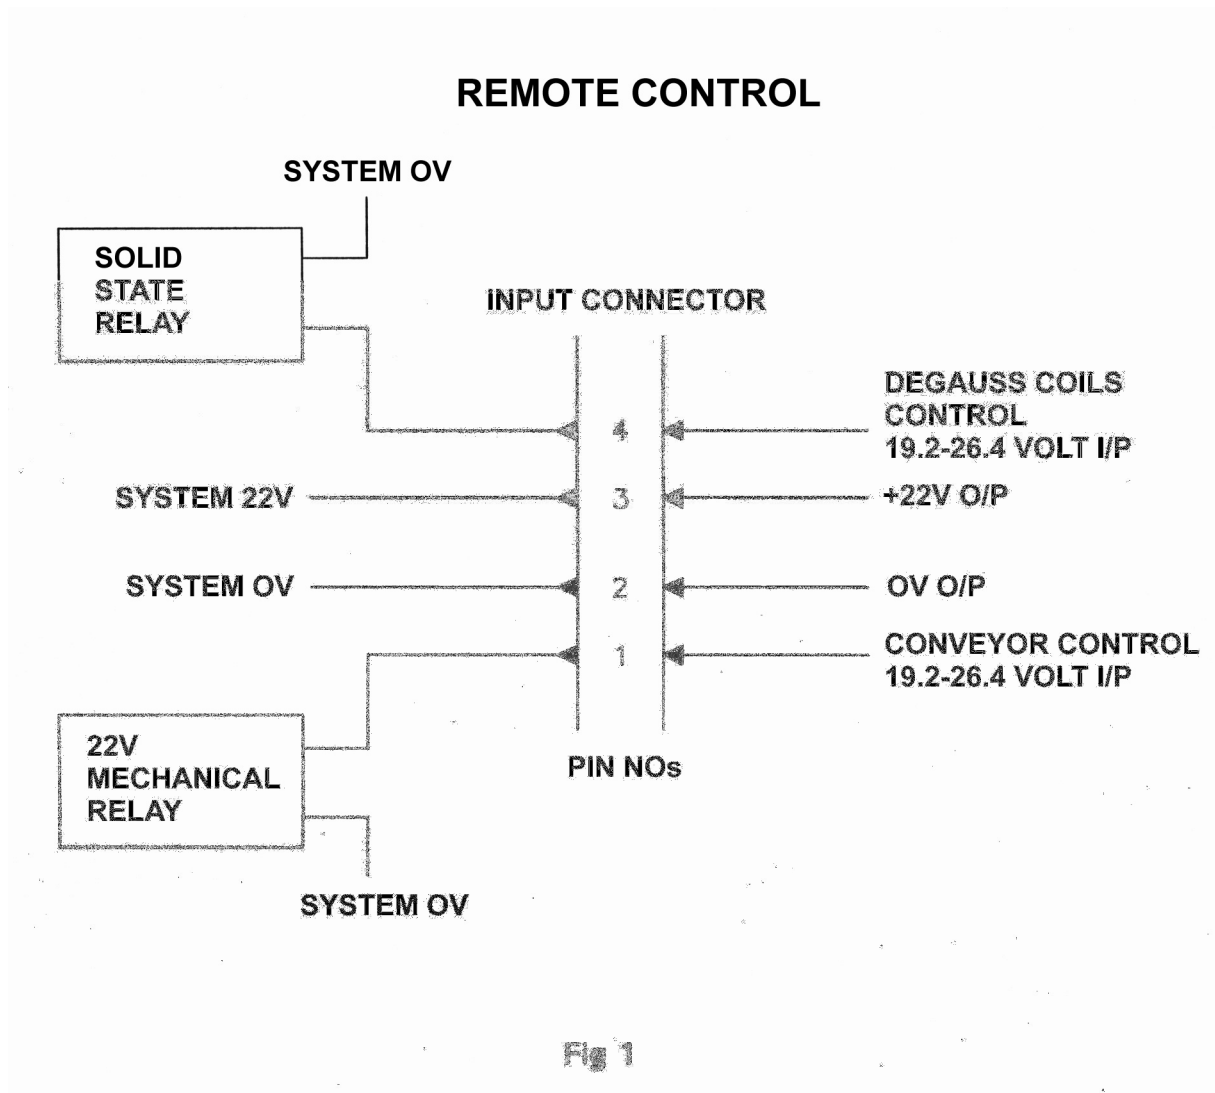 REMOTE CONTROL
SYSTEM OV
SOLID
STATE
RELAY
INPUT CONNECTOR
DEGAUSS COILS
CONTROL
19.2-26.4 VOLT I/P
4
SYSTEM 22V
3
+22V O/P
SYSTEM OV
2
OV O/P
1
CONVEYOR CONTROL
19.2-26.4 VOLT I/P
22V
MECHANICAL
RELAY
PIN NOs
SYSTEM OV
Fig 1